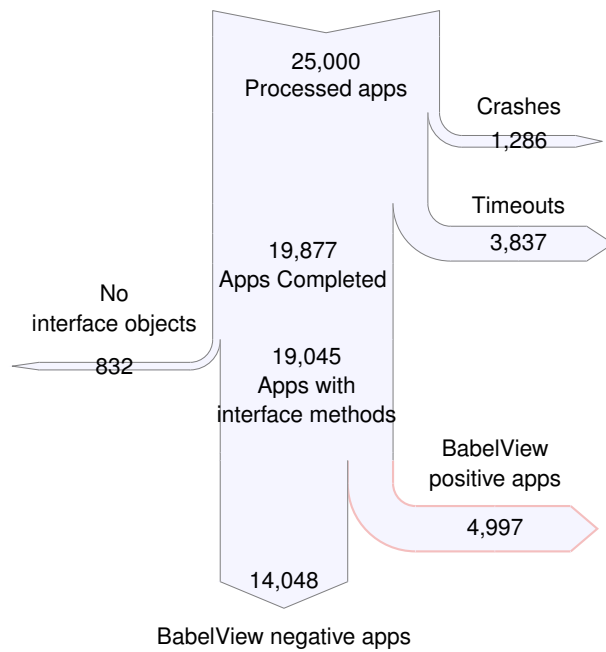 25,000
Processed apps
Crashes
1,286
Timeouts
3,837
19,877
Apps Completed
No
interface objects
832
19,045
Apps with
interface methods
BabelView
positive apps
4,997
14,048
BabelView negative apps